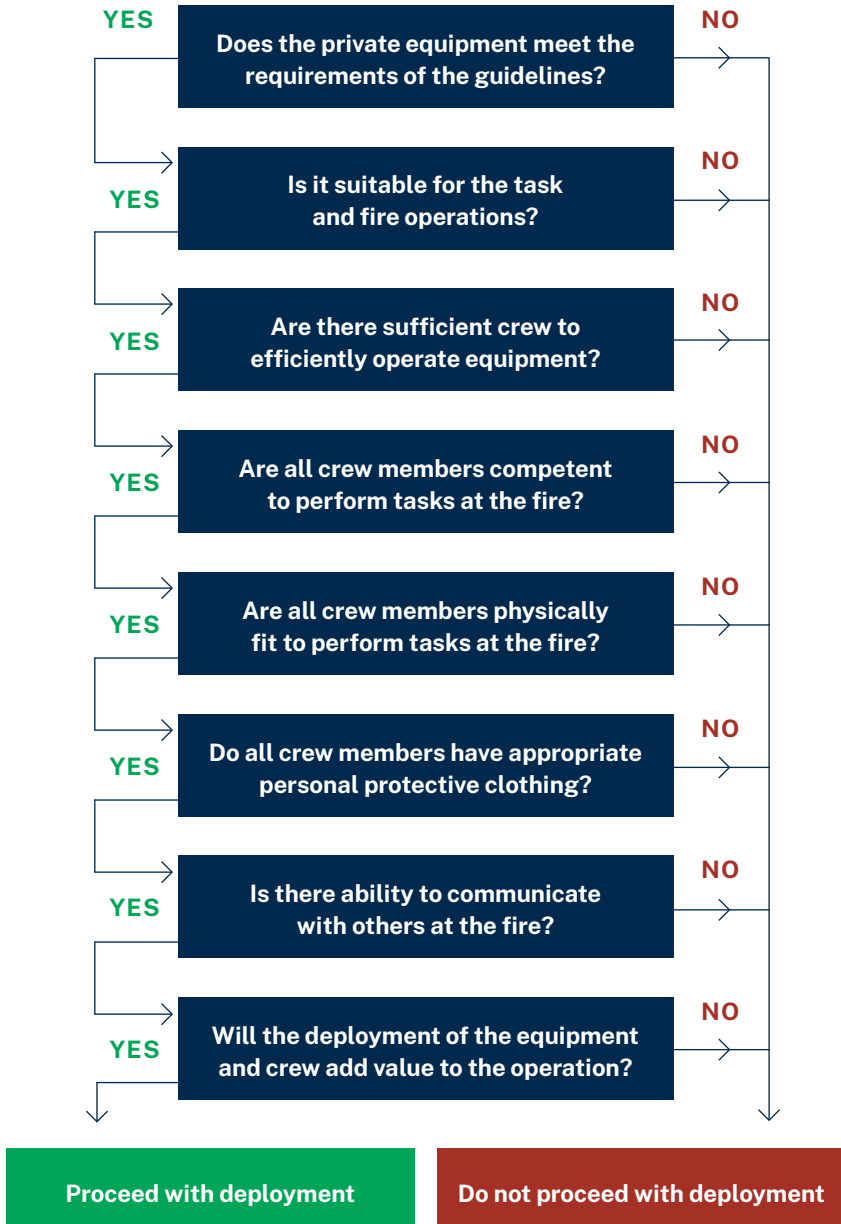 YES
NO
Does the private equipment meet the
requirements of the guidelines?
NO
Is it suitable for the task
and fire operations?
YES
NO
Are there sufficient crew to
efficiently operate equipment?
YES
NO
Are all crew members competent
to perform tasks at the fire?
YES
NO
Are all crew members physically
fit to perform tasks at the fire?
YES
NO
Do all crew members have appropriate
personal protective clothing?
YES
NO
Is there ability to communicate
with others at the fire?
YES
NO
Will the deployment of the equipment
and crew add value to the operation?
YES
Proceed with deployment
Do not proceed with deployment